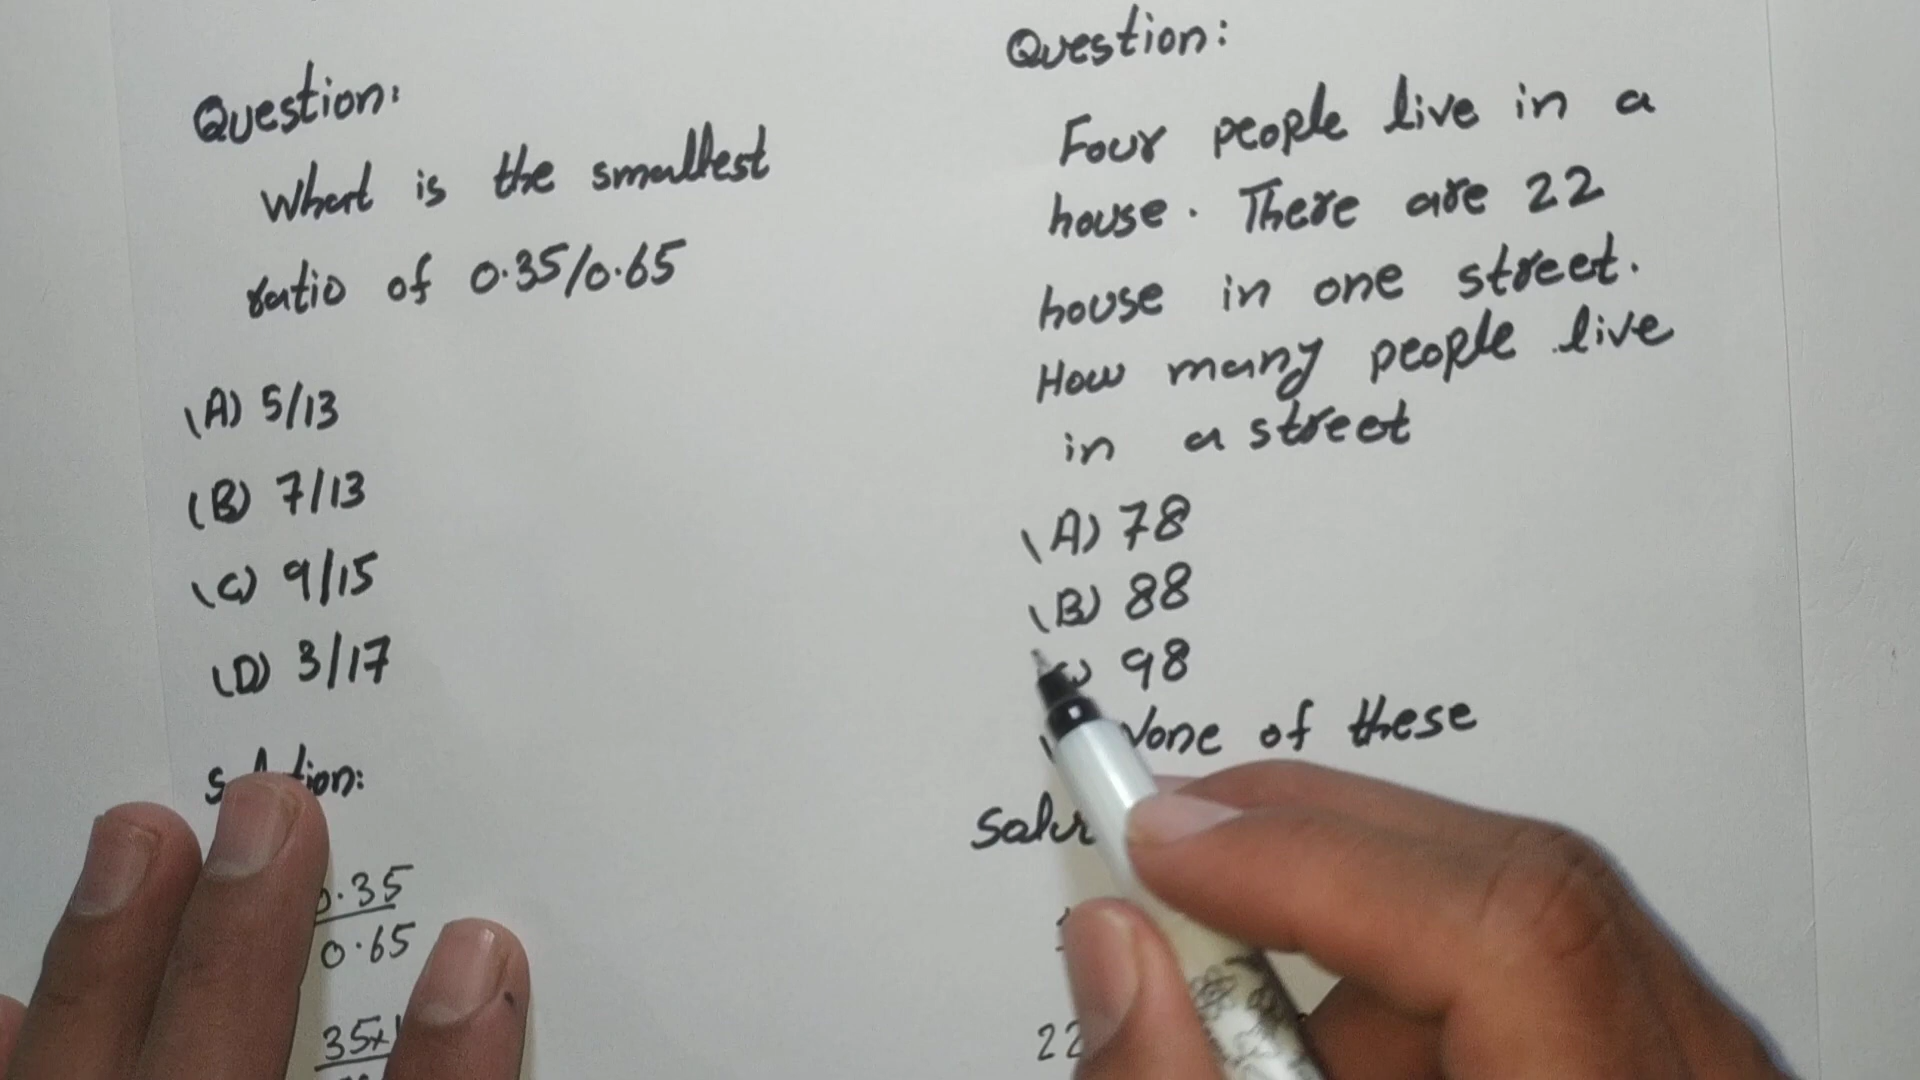 Question:
What is the smallest
ratio of 0.35/0.65
(A) 5/13
(B) 7/13
(C) 9/15
(D) 3/17
0.35
0.65
Question:
Four people live in a
house. There are 22
house in one street.
How many people live
in a street
(A) 78
(B) 88
98
None of these
22